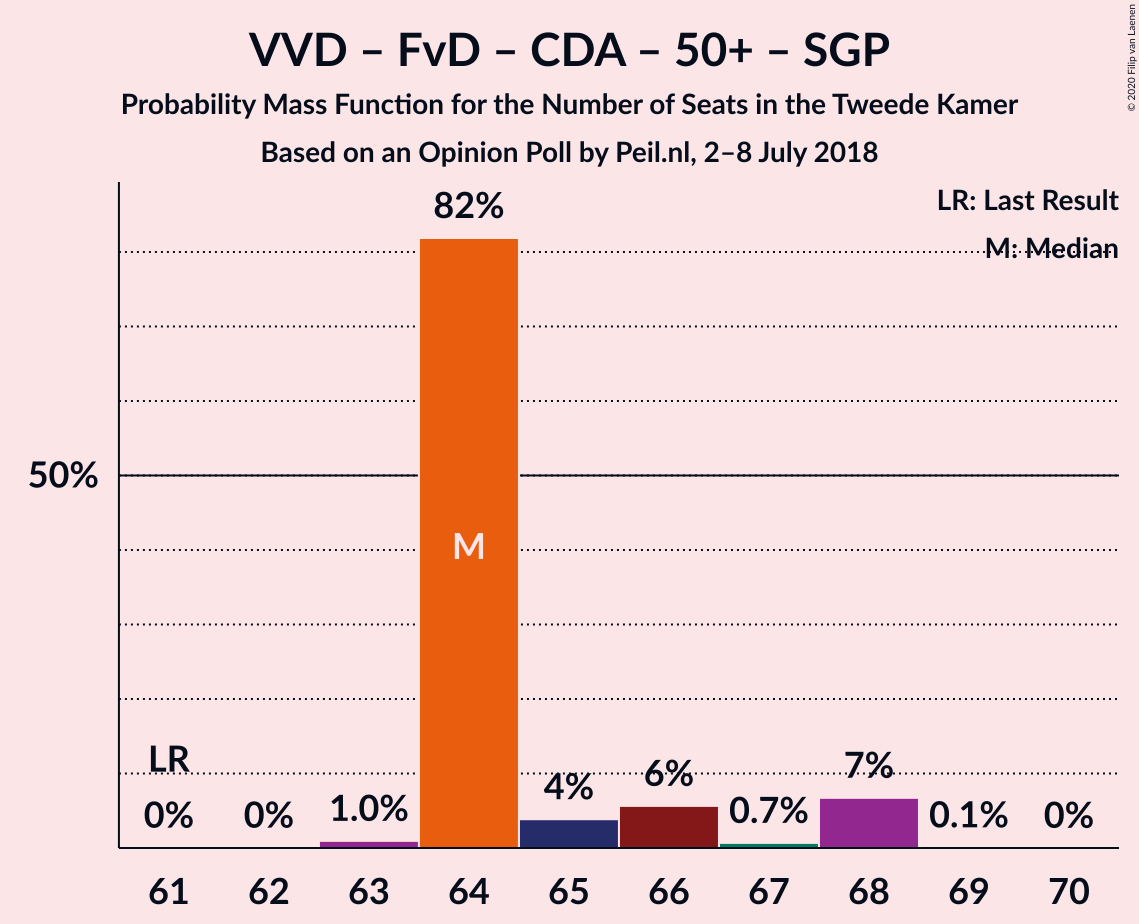 VVD – FvD – CDA – 50+ – SGP
Probability Mass Function for the Number of Seats in the Tweede Kamer
Based on an Opinion Poll by Peil.nl, 2–8 July 2018
© 2020 Filip van Laenen
LR: Last Result
M: Median
82%
50%
M
LR
0% 0% 1.0% 4% 6% 0.7% 7% 0.1% 0%
61 62 63 64 65 66 67 68 69 70